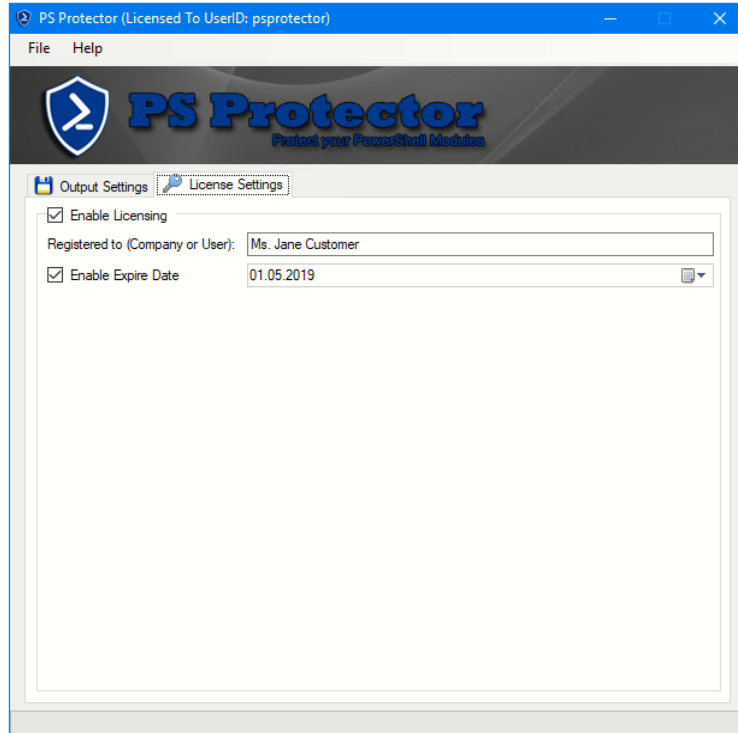 PS Protector (Licensed To UserID: psprotector)
File Help
PS Protector
Protect your PowerShell Modules
Output Settings License Settings
Enable Licensing
Registered to (Company or User): Ms. Jane Customer
Enable Expire Date 01.05.2019